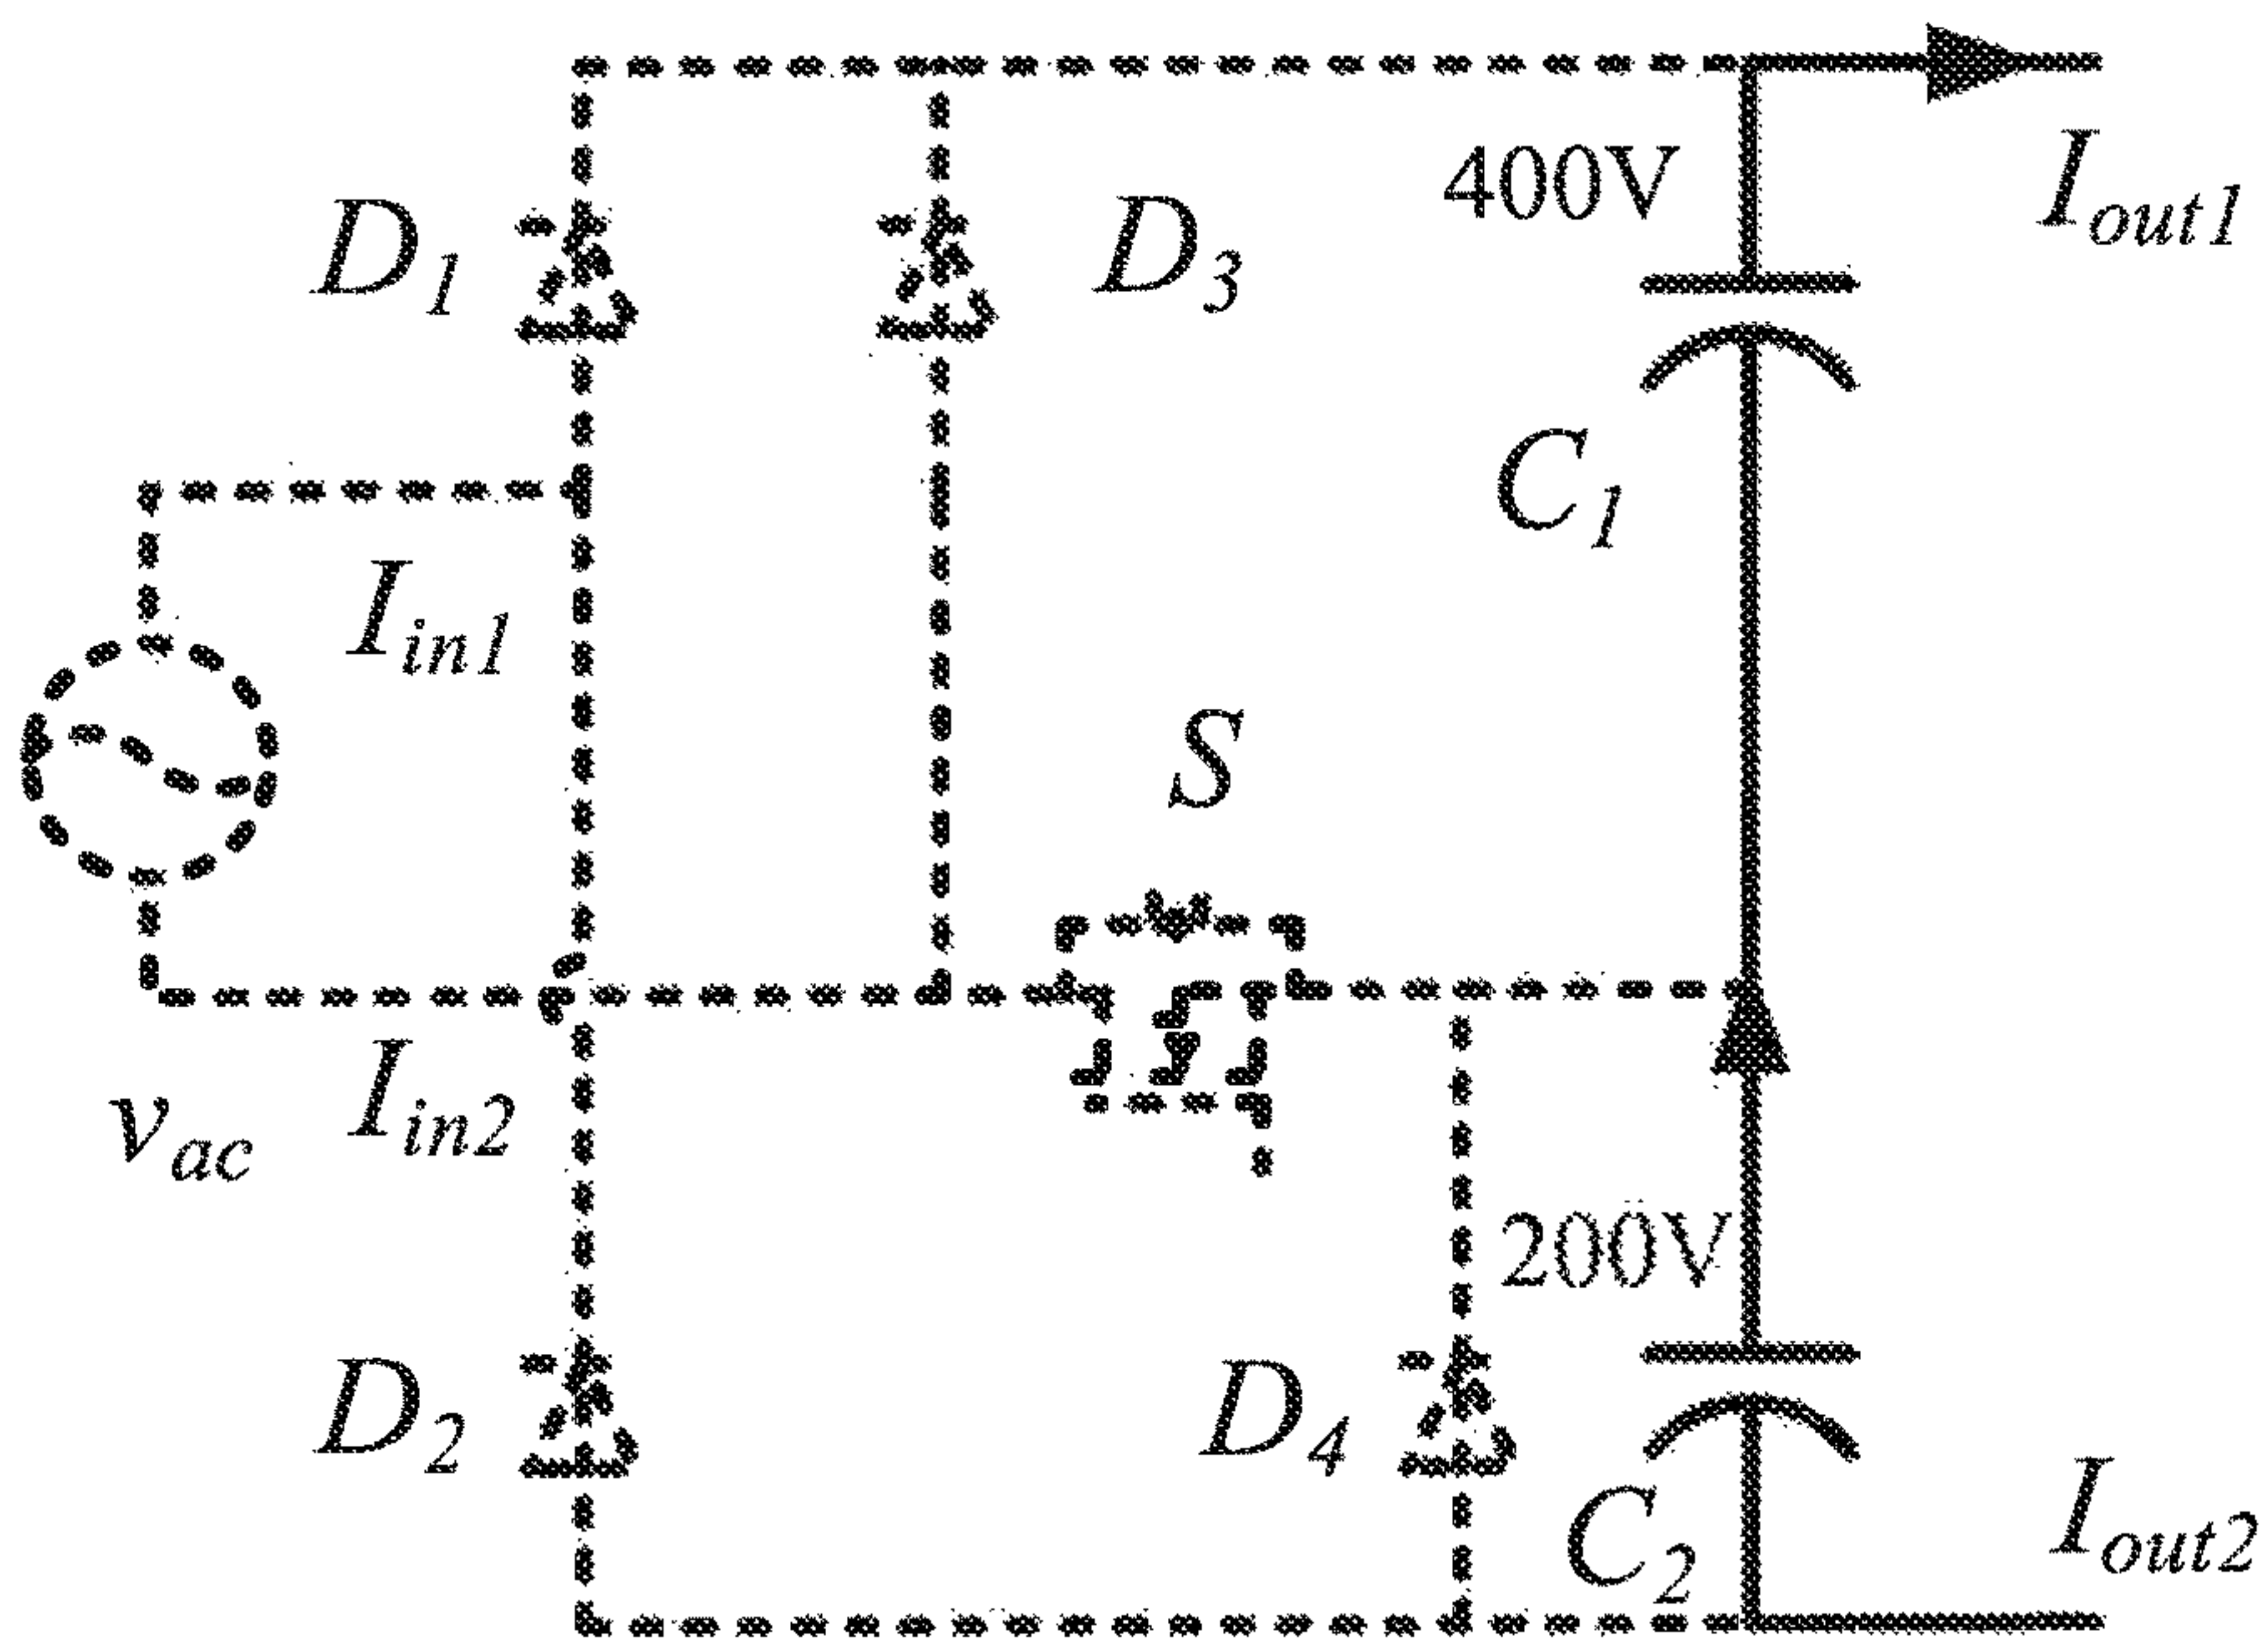 D1
D3
400V
Iout1
C1
Iin1
S
vac
Iin2
200V
D2
D4
C2
Iout2